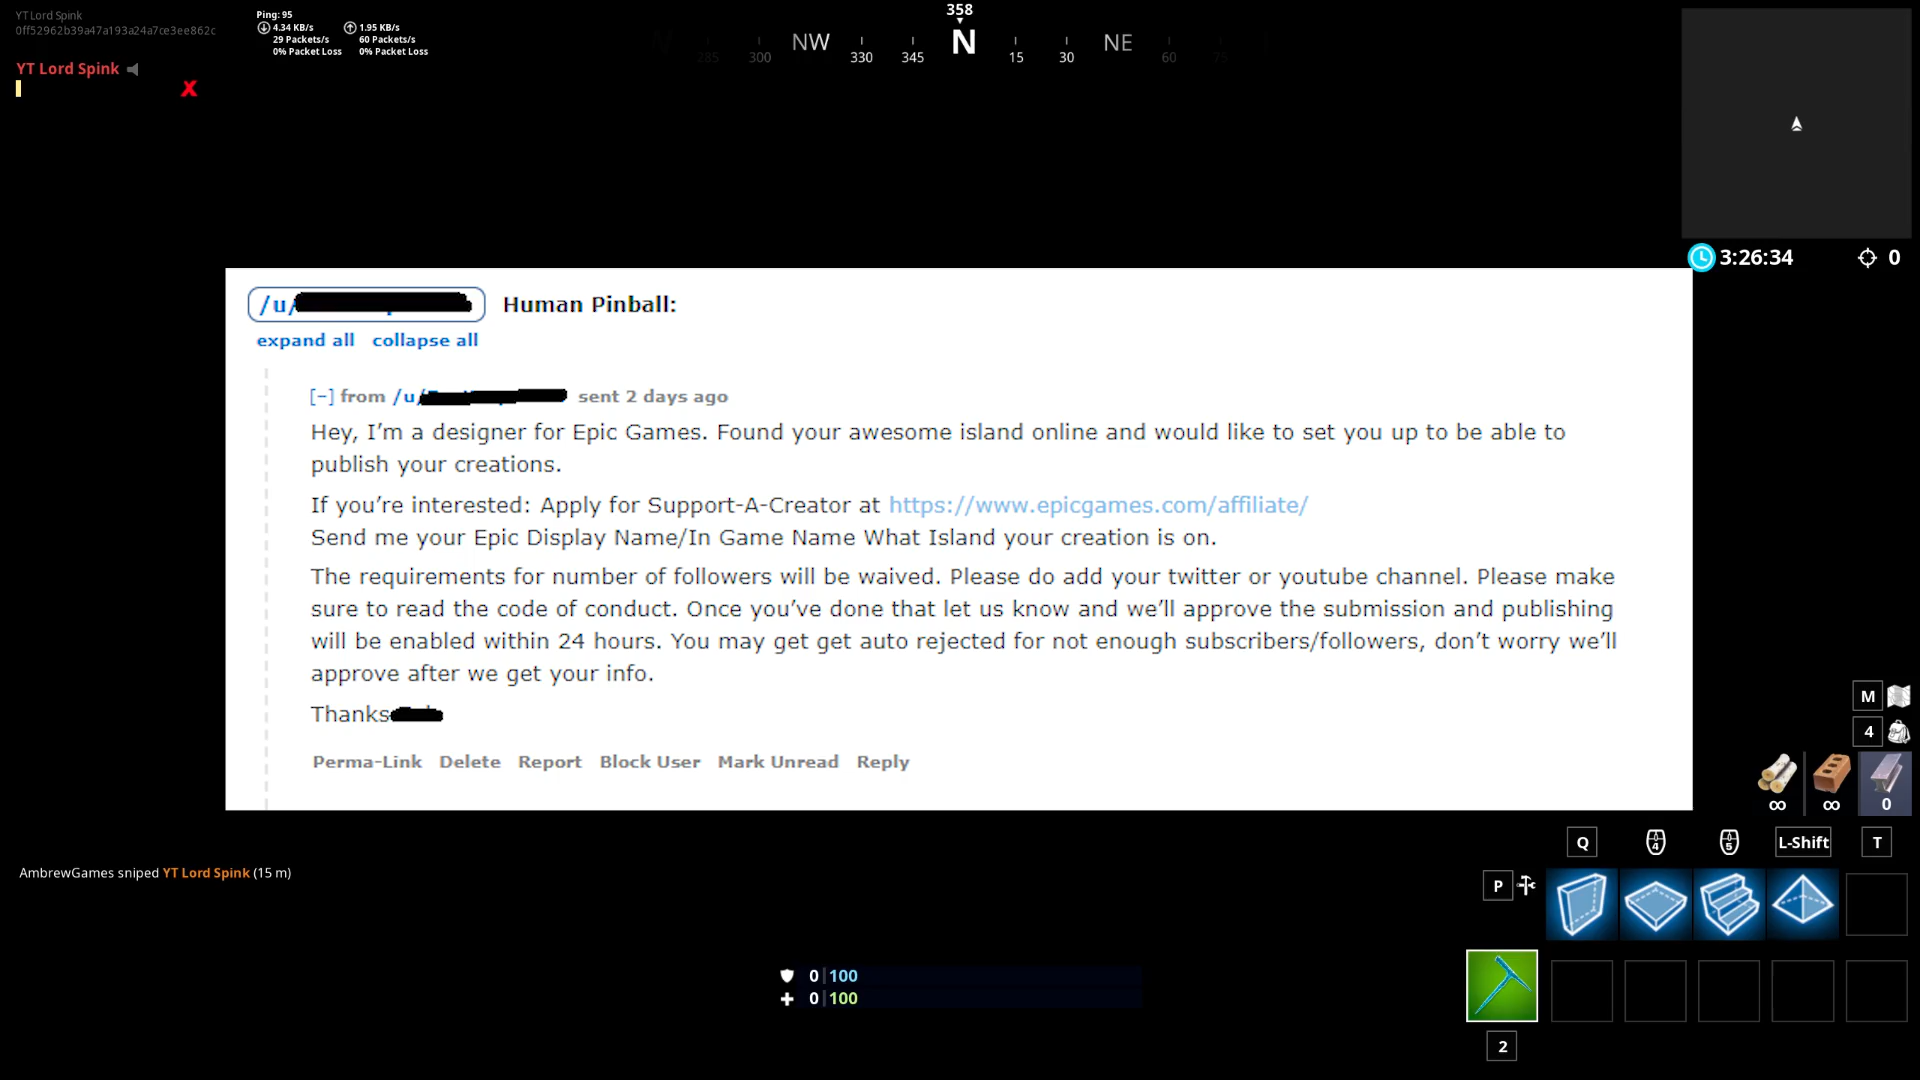 YT Lord Spink
0ff52962b39a47a193a24a7ce3ee862c
Ping: 95
4.34 KB/s 1.95 KB/s
29 Packets/s 60 Packets/s
0% Packet Loss 0% Packet Loss
YT Lord Spink
X
358
285 300 NW 330 345 N 15 30 NE 60 75
3:26:34 0
/u/ Human Pinball:
expand all collapse all
[-] from /u/ sent 2 days ago
Hey, I’m a designer for Epic Games. Found your awesome island online and would like to set you up to be able to
publish your creations.
If you’re interested: Apply for Support-A-Creator at https://www.epicgames.com/affiliate/
Send me your Epic Display Name/In Game Name What Island your creation is on.
The requirements for number of followers will be waived. Please do add your twitter or youtube channel. Please make
sure to read the code of conduct. Once you’ve done that let us know and we’ll approve the submission and publishing
will be enabled within 24 hours. You may get get auto rejected for not enough subscribers/followers, don’t worry we’ll
approve after we get your info.
Thanks
Perma-Link Delete Report Block User Mark Unread Reply
M
4
∞ ∞ 0
Q 4 5 L-Shift T
AmbrewGames sniped YT Lord Spink (15 m)
P
0 | 100
0 | 100
2